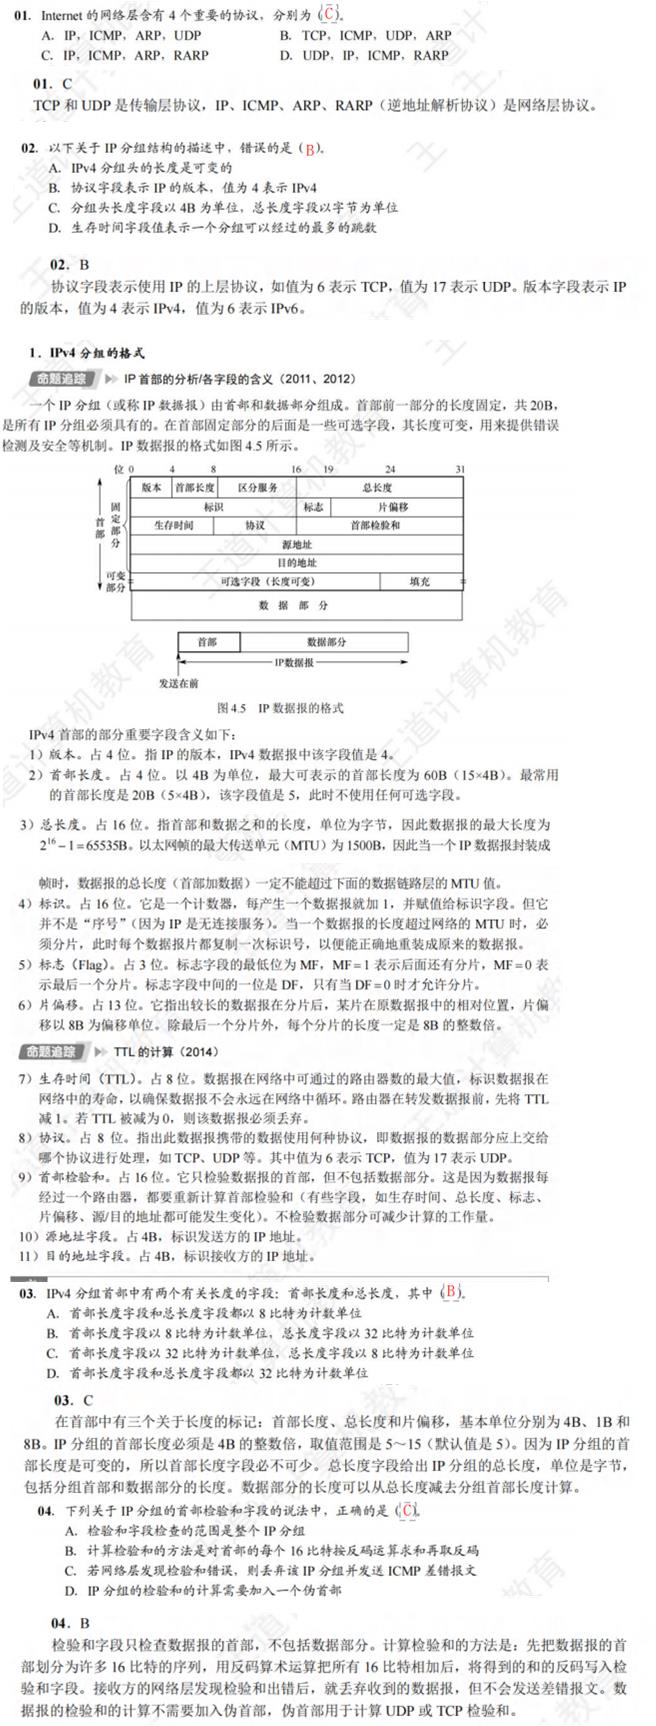 01. Internet 的网络层含有 4 个重要的协议，分别为（C）。
A. IP，ICMP，ARP，UDP B. TCP，ICMP，UDP，ARP
C. IP，ICMP，ARP，RARP D. UDP，IP，ICMP，RARP
01. C
TCP 和 UDP 是传输层协议，IP、ICMP、ARP、RARP（逆地址解析协议）是网络层协议。
02. 以下关于 IP 分组结构的描述中，错误的是（B）。
A. IPv4 分组头的长度是可变的
B. 协议字段表示 IP 的版本，值为 4 表示 IPv4
C. 分组头长度字段以 4B 为单位，总长度字段以字节为单位
D. 生存时间字段值表示一个分组可以经过的最多的跳数
02. B
协议字段表示使用 IP 的上层协议，如值为 6 表示 TCP，值为 17 表示 UDP。版本字段表示 IP
的版本，值为 4 表示 IPv4，值为 6 表示 IPv6。
1. IPv4 分组的格式
命题追踪 IP 首部的分析/各字段的含义（2011、2012）
一个 IP 分组（或称 IP 数据报）由首部和数据部分组成。首部前一部分的长度固定，共 20B，
是所有 IP 分组必须具有的。在首部固定部分的后面是一些可选字段，其长度可变，用来提供错误
检测及安全等机制。IP 数据报的格式如图 4.5 所示。
位 0 4 8 16 19 24 31
版本 首部长度 区分服务 总长度
标识 标志 片偏移
生存时间 协议 首部检验和
源地址
目的地址
可选字段（长度可变） 填充
数 据 部 分
首部
固定部分
可变部分
首部 数据部分
IP数据报
发送在前
图 4.5 IP 数据报的格式
IPv4 首部的部分重要字段含义如下：
1）版本。占 4 位。指 IP 的版本，IPv4 数据报中该字段值是 4。
2）首部长度。占 4 位。以 4B 为单位，最大可表示的首部长度为 60B（15×4B）。最常用
的首部长度是 20B（5×4B），该字段值是 5，此时不使用任何可选字段。
3）总长度。占 16 位。指首部和数据之和的长度，单位为字节，因此数据报的最大长度为
2¹⁶−1=65535B。以太网帧的最大传送单元（MTU）为 1500B，因此当一个 IP 数据报封装成
帧时，数据报的总长度（首部加数据）一定不能超过下面的数据链路层的 MTU 值。
4）标识。占 16 位。它是一个计数器，每产生一个数据报就加 1，并赋值给标识字段。但它
并不是“序号”（因为 IP 是无连接服务）。当一个数据报的长度超过网络的 MTU 时，必
须分片，此时每个数据报片都复制一次标识号，以便能正确地重装成原来的数据报。
5）标志（Flag）。占 3 位。标志字段的最低位为 MF，MF=1 表示后面还有分片，MF=0 表
示最后一个分片。标志字段中间的一位是 DF，只有当 DF=0 时才允许分片。
6）片偏移。占 13 位。它指出较长的数据报在分片后，某片在原数据报中的相对位置，片偏
移以 8B 为偏移单位。除最后一个分片外，每个分片的长度一定是 8B 的整数倍。
命题追踪 TTL 的计算（2014）
7）生存时间（TTL）。占 8 位。数据报在网络中可通过的路由器数的最大值，标识数据报在
网络中的寿命，以确保数据报不会永远在网络中循环。路由器在转发数据报前，先将 TTL
减 1。若 TTL 被减为 0，则该数据报必须丢弃。
8）协议。占 8 位。指出此数据报携带的数据使用何种协议，即数据报的数据部分应上交给
哪个协议进行处理，如 TCP、UDP 等。其中值为 6 表示 TCP，值为 17 表示 UDP。
9）首部检验和。占 16 位。它只检验数据报的首部，但不包括数据部分。这是因为数据报每
经过一个路由器，都要重新计算首部检验和（有些字段，如生存时间、总长度、标志、
片偏移、源/目的地址都可能发生变化）。不检验数据部分可减少计算的工作量。
10）源地址字段。占 4B，标识发送方的 IP 地址。
11）目的地址字段。占 4B，标识接收方的 IP 地址。
03. IPv4 分组首部中有两个有关长度的字段：首部长度和总长度，其中（B）。
A. 首部长度字段和总长度字段都以 8 比特为计数单位
B. 首部长度字段以 8 比特为计数单位，总长度字段以 32 比特为计数单位
C. 首部长度字段以 32 比特为计数单位，总长度字段以 8 比特为计数单位
D. 首部长度字段和总长度字段都以 32 比特为计数单位
03. C
在首部中有三个关于长度的标记：首部长度、总长度和片偏移，基本单位分别为 4B、1B 和
8B。IP 分组的首部长度必须是 4B 的整数倍，取值范围是 5～15（默认值是 5）。因为 IP 分组的首
部长度是可变的，所以首部长度字段必不可少。总长度字段给出 IP 分组的总长度，单位是字节，
包括分组首部和数据部分的长度。数据部分的长度可以从总长度减去分组首部长度计算。
04. 下列关于 IP 分组的首部检验和字段的说法中，正确的是（C）。
A. 检验和字段检查的范围是整个 IP 分组
B. 计算检验和的方法是对首部的每个 16 比特按反码运算求和再取反码
C. 若网络层发现检验和错误，则丢弃该 IP 分组并发送 ICMP 差错报文
D. IP 分组的检验和的计算需要加入一个伪首部
04. B
检验和字段只检查数据报的首部，不包括数据部分。计算检验和的方法是：先把数据报的首
部划分为许多 16 比特的序列，用反码算术运算把所有 16 比特相加后，将得到的和的反码写入检
验和字段。接收方的网络层发现检验和出错后，就丢弃收到的数据报，但不会发送差错报文。数
据报的检验和的计算不需要加入伪首部，伪首部用于计算 UDP 或 TCP 检验和。
王道计算机教育